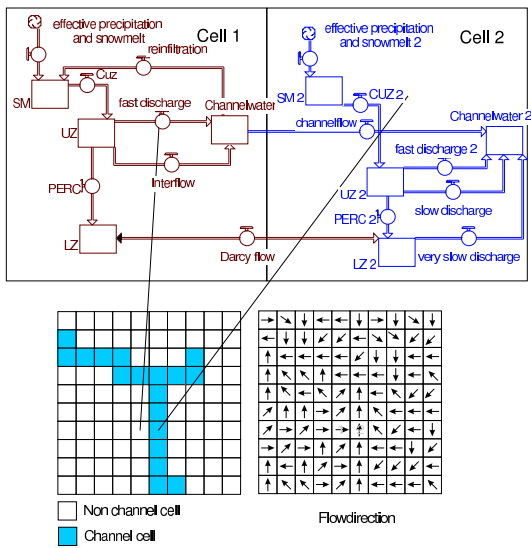 Cell 1
effective precipitation
and snowmelt
reinfiltration
SM
Cuz
fast discharge
Channelwater
UZ
Interflow
PERC
LZ
Darcy flow
Cell 2
effective precipitation
and snowmelt 2
SM 2
CUZ 2
Channelwater 2
channelflow
fast discharge 2
UZ 2
slow discharge
PERC 2
LZ 2
very slow discharge
Non channel cell
Channel cell
Flowdirection